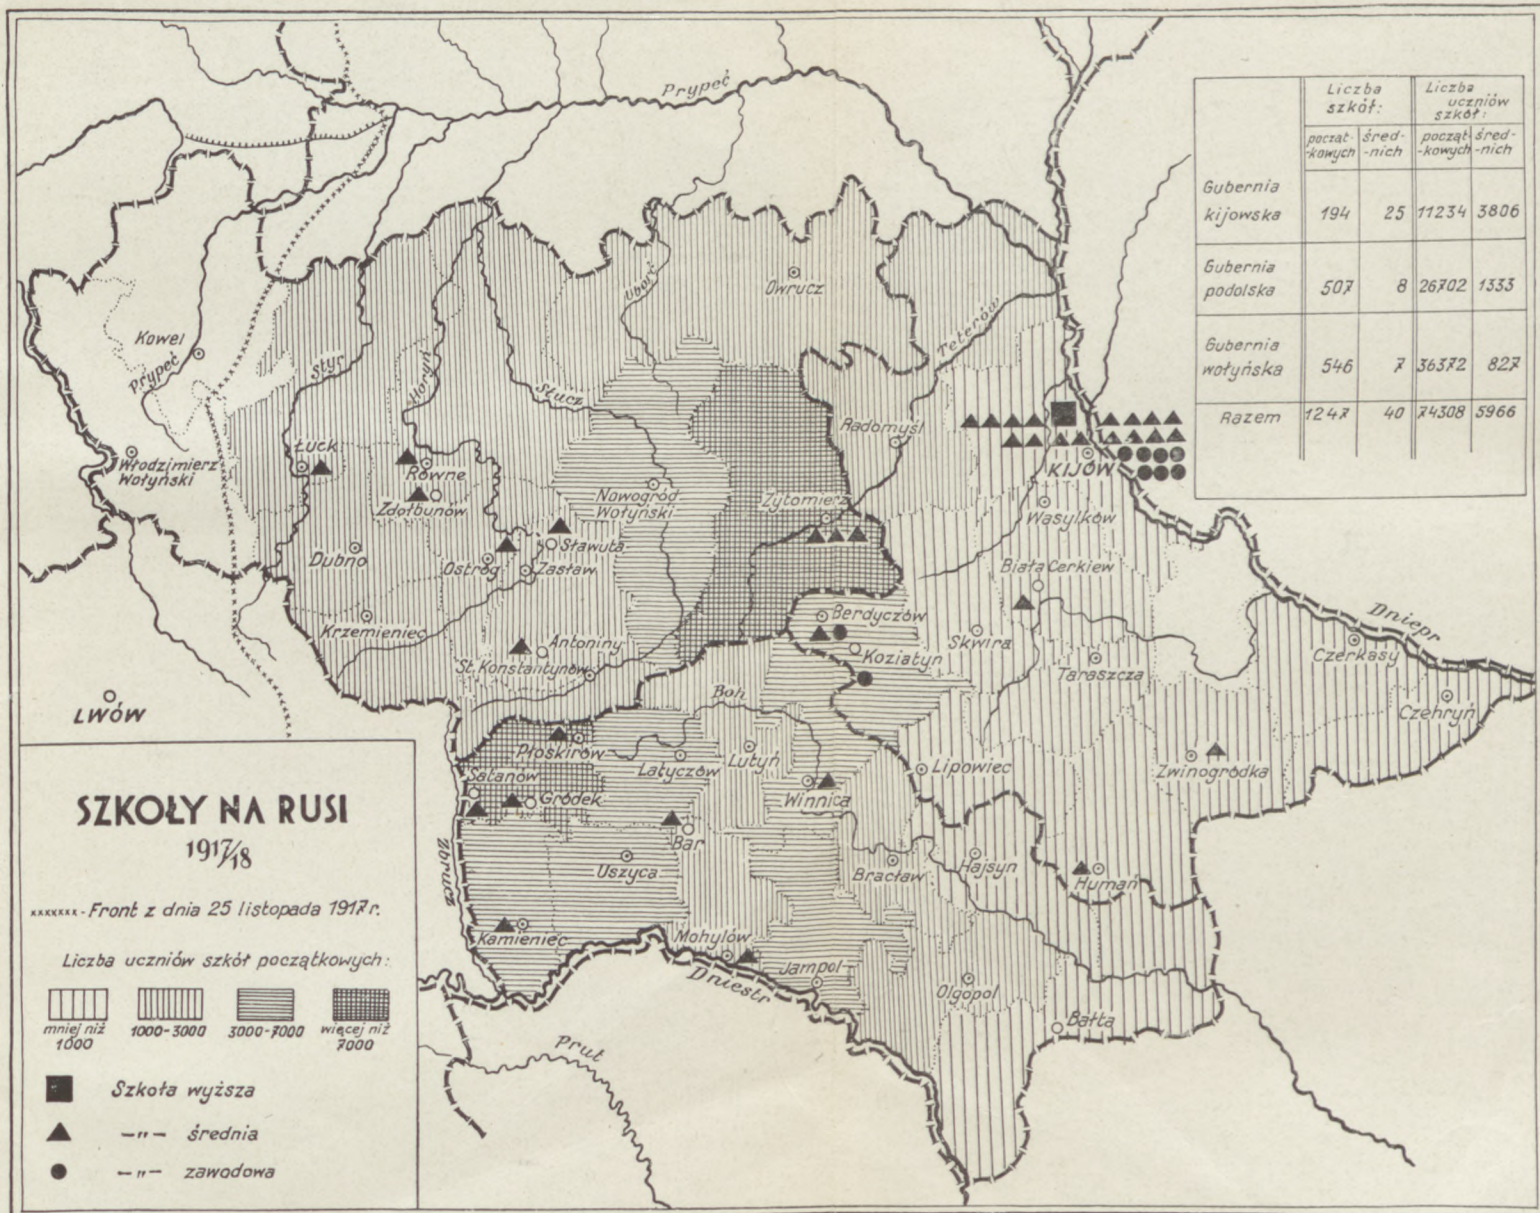 Prypeć
Liczba szkół:
Liczba uczniów szkół:
począt-
-kowych
śred-
-nich
począt-
-kowych
śred-
-nich
Gubernia
kijowska 194 25 11234 3806
Gubernia
podolska 507 8 26702 1333
Gubernia
wołyńska 546 7 36372 827
Razem 1247 40 74308 5966
Uborć
Owrucz
Teterów
Kowel
Prypeć
Styr
Horyń
Słucz
Radomyśl
Włodzimierz
Wołyński
Łuck
Równe
Zdołbunów
Nowogród
Wołyński
Żytomierz
KIJÓW
Wasylków
Dubno
Ostróg
Sławuta
Zasław
Biała Cerkiew
Krzemieniec
Antoniny
St. Konstantynów
Berdyczów
Koziatyn
Skwira
Taraszcza
Dniepr
Czerkasy
Czehryń
LWÓW
Boh
Płoskirów
Latyczów
Lutyń
Winnica
Lipowiec
Zwinogródka
Satanów
Gródek
Bar
Uszyca
Bracław
Hajsyn
Humań
Zbrucz
Kamieniec
Mohylów
Jampol
Dniestr
Olgopol
Bałta
Prut
SZKOŁY NA RUSI
1917/18
xxxxxxx - Front z dnia 25 listopada 1917 r.
Liczba uczniów szkół początkowych:
mniej niż
1000
1000-3000
3000-7000
więcej niż
7000
Szkoła wyższa
—"— średnia
—"— zawodowa